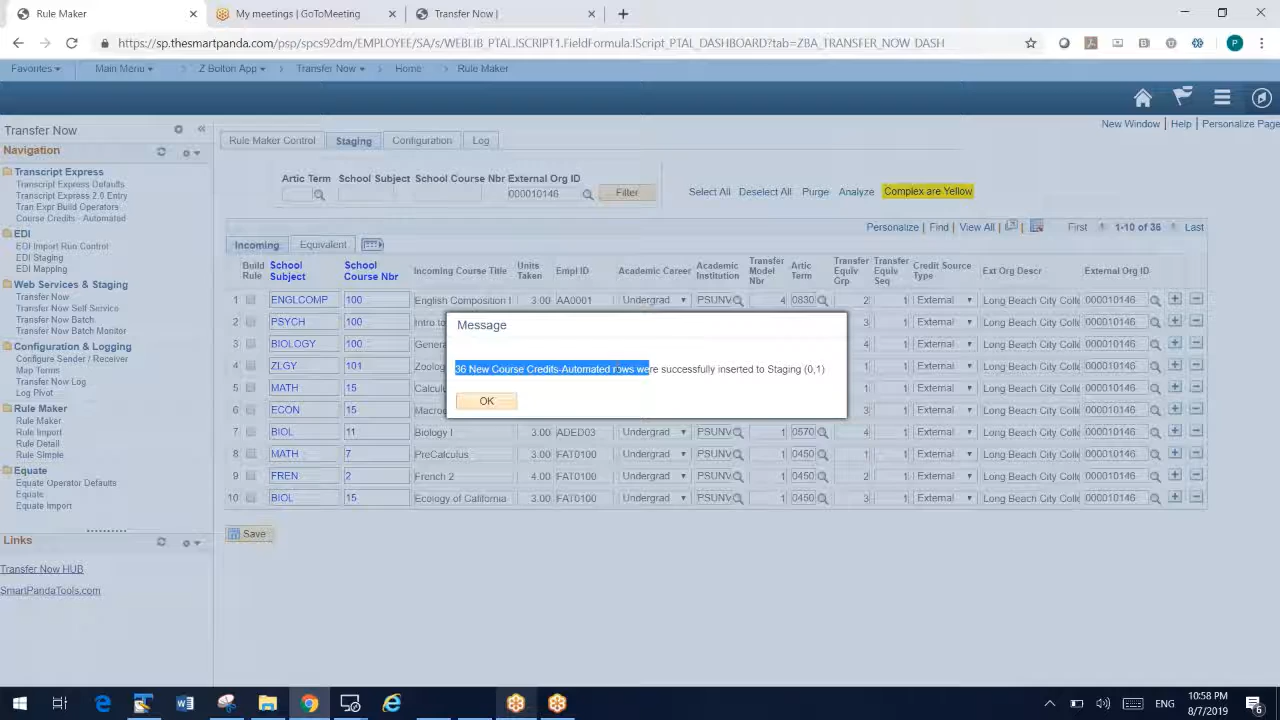 Rule Maker
My meetings | GoToMeeting
Transfer Now |
https://sp.thesmartpanda.com/psp/spcs92dm/EMPLOYEE/SA/s/WEBLIB_PTAL.ISCRIPT1.FieldFormula.IScript_PTAL_DASHBOARD?tab=ZBA_TRANSFER_NOW_DASH
Favorites Main Menu Z Bolton App Transfer Now Home Rule Maker
New Window | Help | Personalize Page
Transfer Now
Navigation
Transcript Express
Transcript Express Defaults
Transcript Express 2.0 Entry
Tran Expr Build Operators
Course Credits - Automated
EDI
EDI Import Run Control
EDI Staging
EDI Mapping
Web Services & Staging
Transfer Now
Transfer Now Self Service
Transfer Now Batch
Transfer Now Batch Monitor
Configuration & Logging
Configure Sender / Receiver
Map Terms
Transfer Now Log
Log Pivot
Rule Maker
Rule Maker
Rule Import
Rule Detail
Rule Simple
Equate
Equate Operator Defaults
Equate
Equate Import
Links
Transfer Now HUB
SmartPandaTools.com
Rule Maker Control Staging Configuration Log
Artic Term School Subject School Course Nbr External Org ID
000010146 Filter
Select All Deselect All Purge Analyze Complex are Yellow
Personalize | Find | View All | First 1-10 of 36 Last
Incoming Equivalent
Build Rule School Subject School Course Nbr Incoming Course Title Units Taken Empl ID Academic Career Academic Institution Transfer Model Nbr Artic Term Transfer Equiv Grp Transfer Equiv Seq Credit Source Type Ext Org Descr External Org ID
1 ENGLCOMP 100 English Composition I 3.00 AA0001 Undergrad PSUNV 4 0830 2 1 External Long Beach City Colle 000010146
2 PSYCH 100 Intro to 1 External Long Beach City Colle 000010146
3 BIOLOGY 100 Genera 1 External Long Beach City Colle 000010146
4 ZLGY 101 Zoolog 1 External Long Beach City Colle 000010146
5 MATH 15 Calculu 1 External Long Beach City Colle 000010146
6 ECON 15 Macroe 1 External Long Beach City Colle 000010146
7 BIOL 11 Biology I 3.00 ADED03 Undergrad PSUNV 1 0570 4 1 External Long Beach City Colle 000010146
8 MATH 7 PreCalculus 3.00 FAT0100 Undergrad PSUNV 1 0450 1 1 External Long Beach City Colle 000010146
9 FREN 2 French 2 4.00 FAT0100 Undergrad PSUNV 1 0450 2 1 External Long Beach City Colle 000010146
10 BIOL 15 Ecology of California 3.00 FAT0100 Undergrad PSUNV 1 0450 3 1 External Long Beach City Colle 000010146
Save
Message
36 New Course Credits-Automated rows were successfully inserted to Staging (0,1)
OK
ENG
10:58 PM
8/7/2019
6